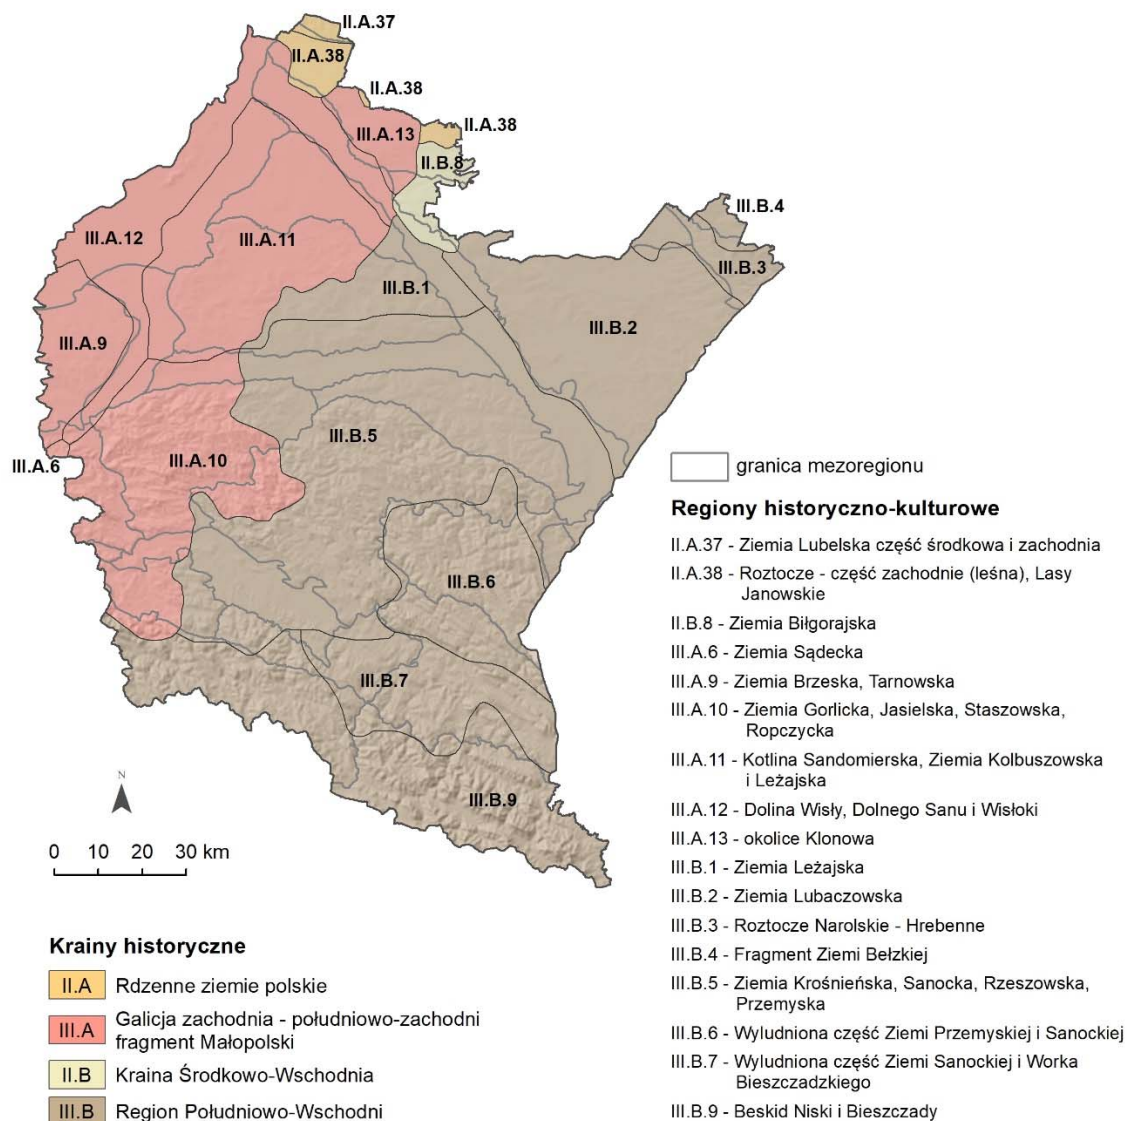 II.A.37
II.A.38
II.A.38
II.A.38
III.A.13
II.B.8
III.B.4
III.A.12
III.A.11
III.B.3
III.B.1
III.B.2
III.A.9
III.B.5
III.A.10
III.A.6
III.B.6
III.B.7
III.B.9
N
0 10 20 30 km
granica mezoregionu
Regiony historyczno-kulturowe
II.A.37 - Ziemia Lubelska część środkowa i zachodnia
II.A.38 - Roztocze - część zachodnie (leśna), Lasy
Janowskie
II.B.8 - Ziemia Biłgorajska
III.A.6 - Ziemia Sądecka
III.A.9 - Ziemia Brzeska, Tarnowska
III.A.10 - Ziemia Gorlicka, Jasielska, Staszowska,
Ropczycka
III.A.11 - Kotlina Sandomierska, Ziemia Kolbuszowska
i Leżajska
III.A.12 - Dolina Wisły, Dolnego Sanu i Wisłoki
III.A.13 - okolice Klonowa
III.B.1 - Ziemia Leżajska
III.B.2 - Ziemia Lubaczowska
III.B.3 - Roztocze Narolskie - Hrebenne
III.B.4 - Fragment Ziemi Bełzkiej
III.B.5 - Ziemia Krośnieńska, Sanocka, Rzeszowska,
Przemyska
III.B.6 - Wyludniona część Ziemi Przemyskiej i Sanockiej
III.B.7 - Wyludniona część Ziemi Sanockiej i Worka
Bieszczadzkiego
III.B.9 - Beskid Niski i Bieszczady
Krainy historyczne
II.A Rdzenne ziemie polskie
III.A Galicja zachodnia - południowo-zachodni
fragment Małopolski
II.B Kraina Środkowo-Wschodnia
III.B Region Południowo-Wschodni